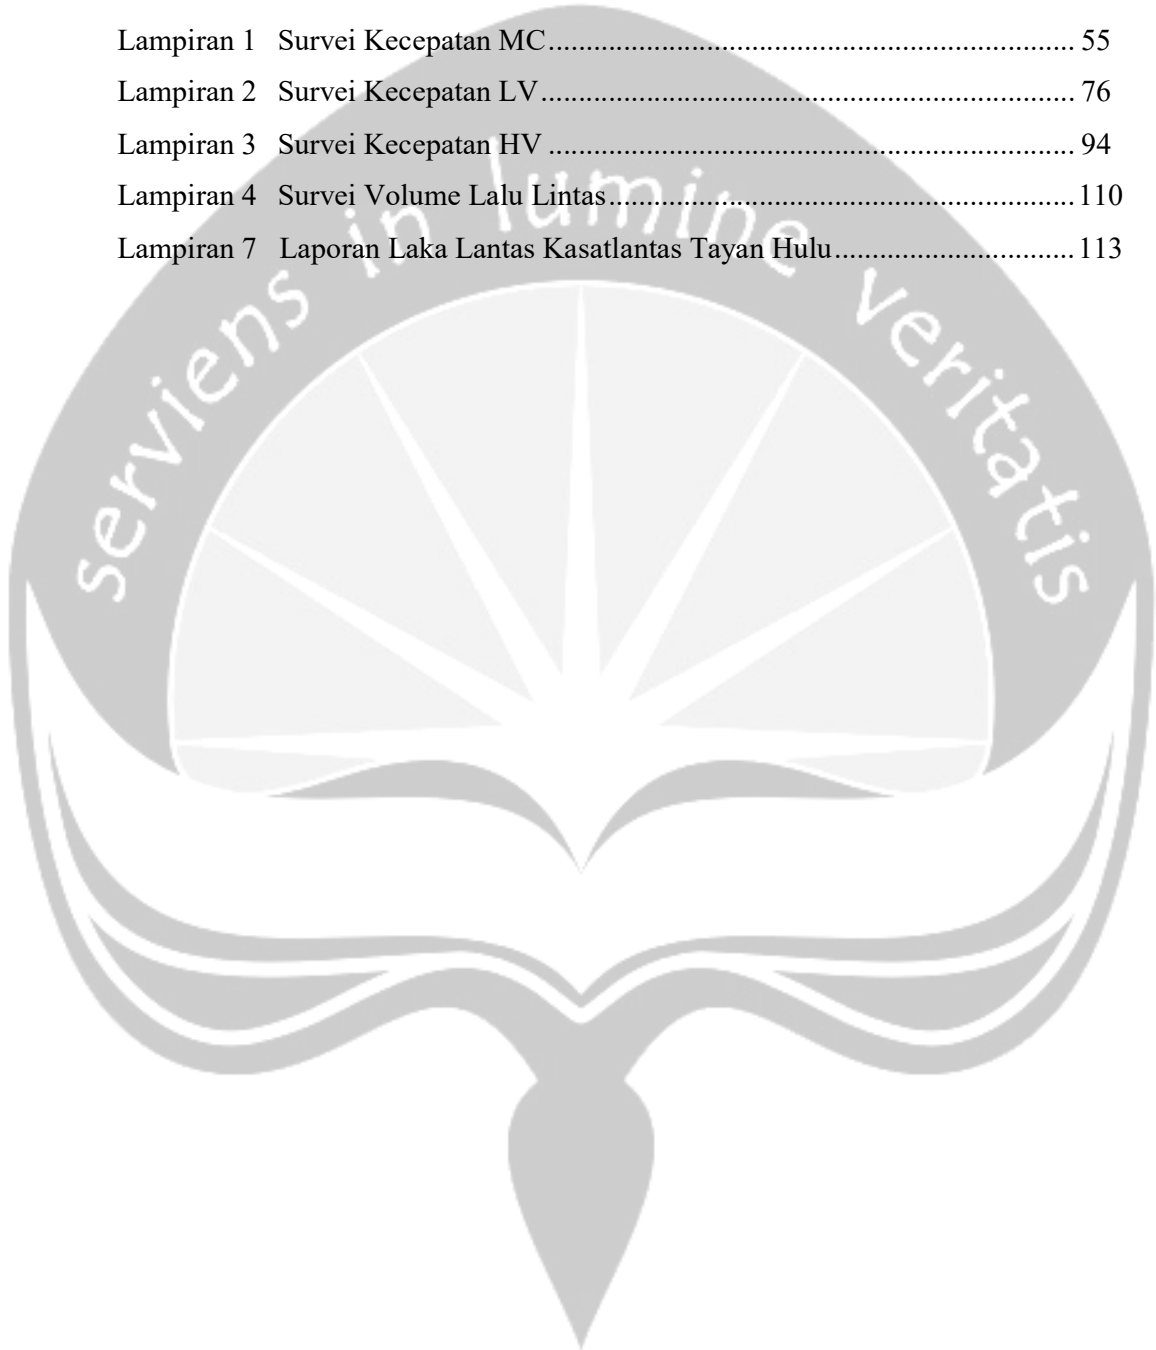 Lampiran 1 Survei Kecepatan MC...................................................................... 55
Lampiran 2 Survei Kecepatan LV....................................................................... 76
Lampiran 3 Survei Kecepatan HV ...................................................................... 94
Lampiran 4 Survei Volume Lalu Lintas.............................................................. 110
Lampiran 7 Laporan Laka Lantas Kasatlantas Tayan Hulu................................ 113
serviens in lumine veritatis